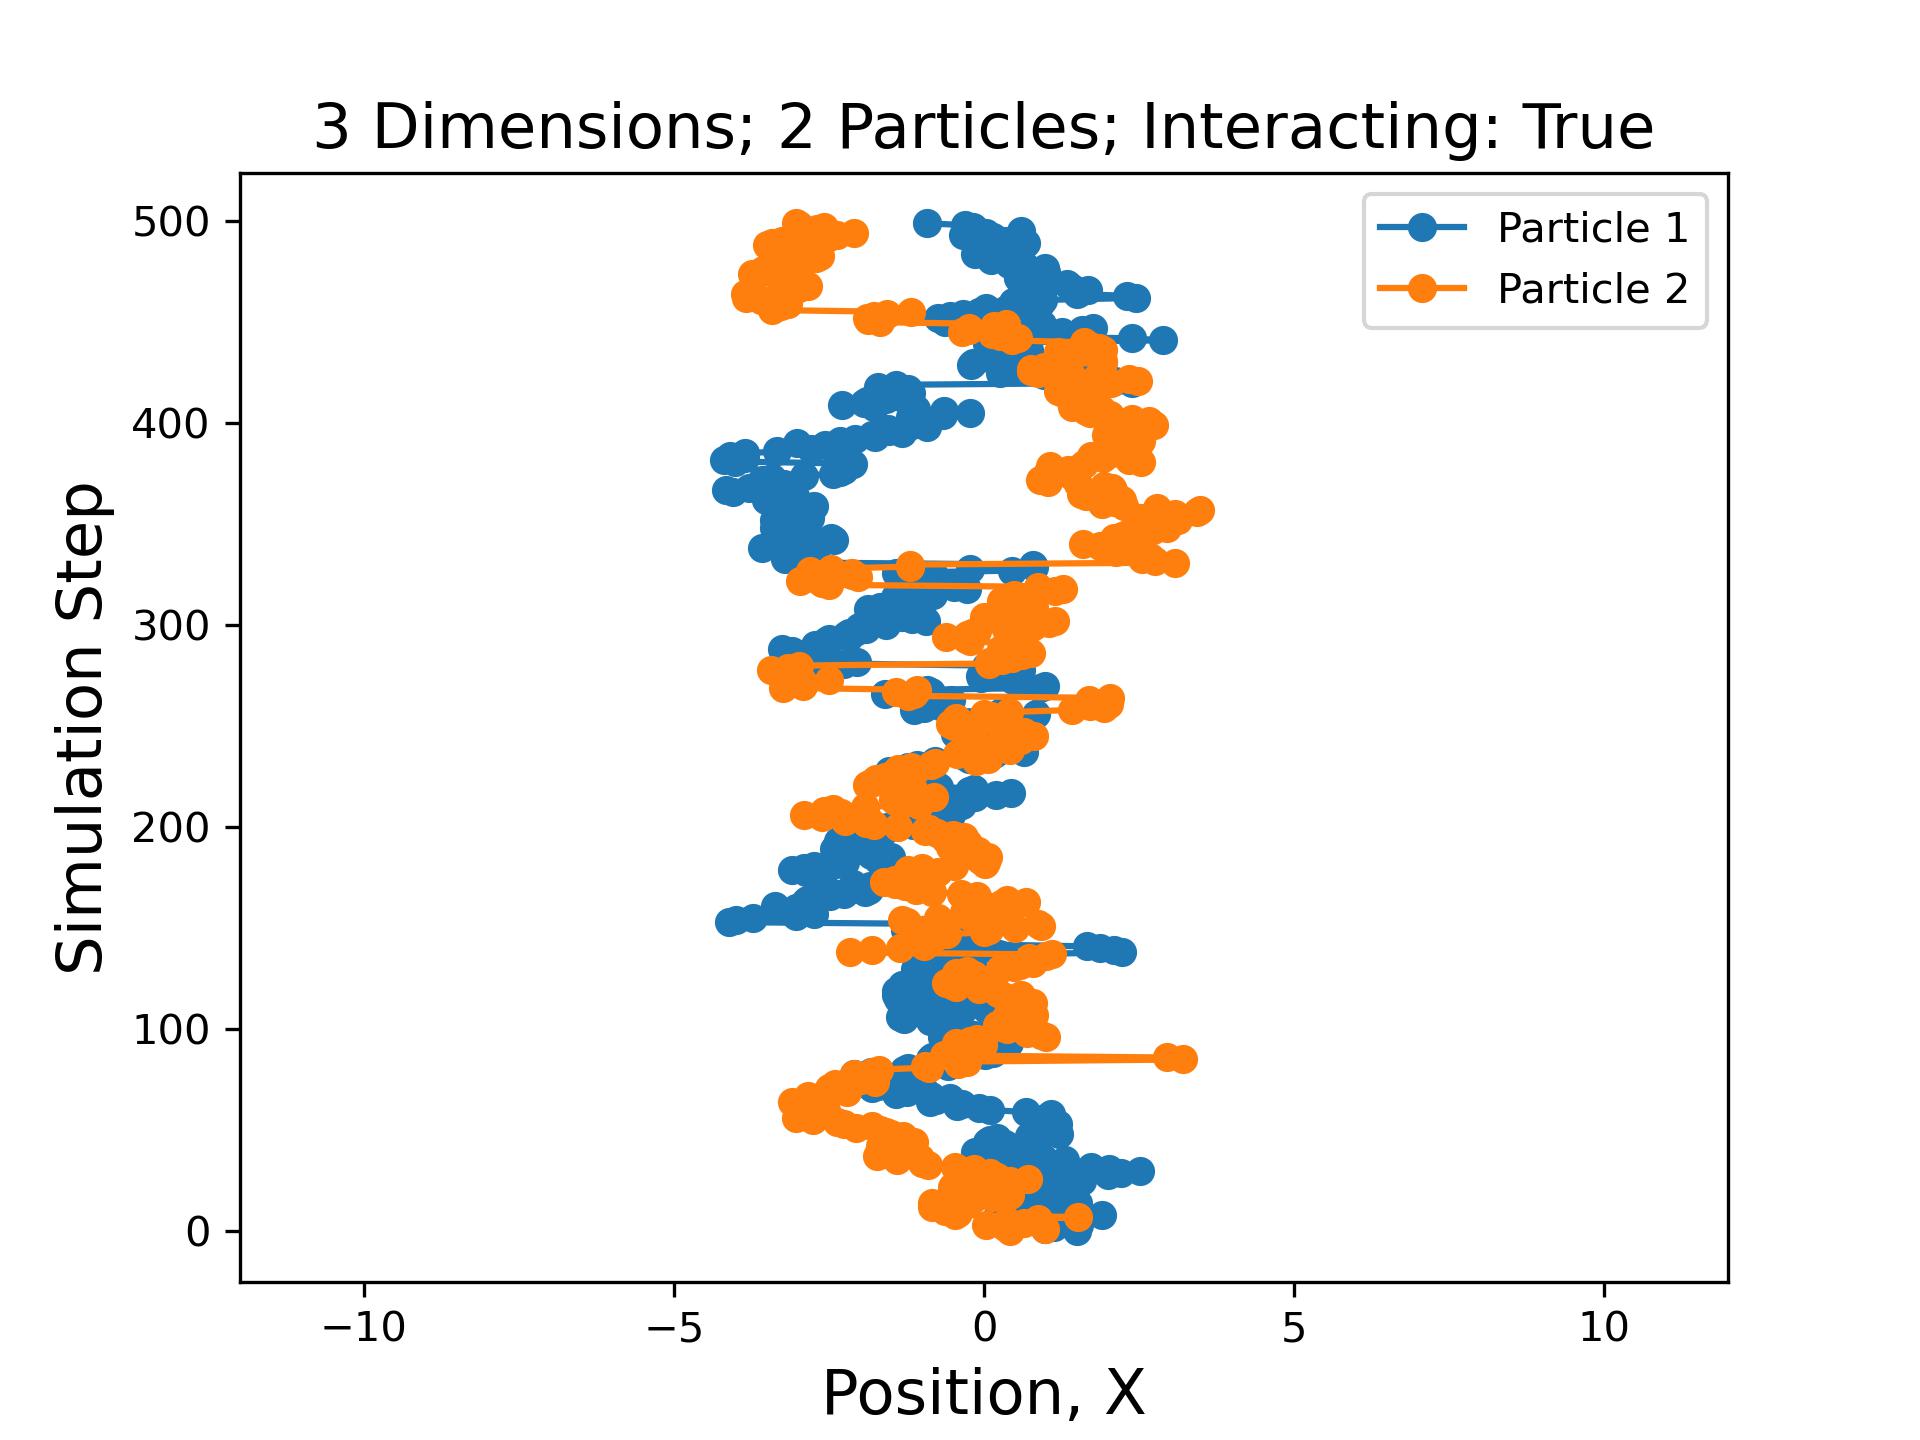 3 Dimensions; 2 Particles; Interacting: True
Particle 1
Particle 2
Simulation Step
500
400
300
200
100
0
−10
−5
0
5
10
Position, X